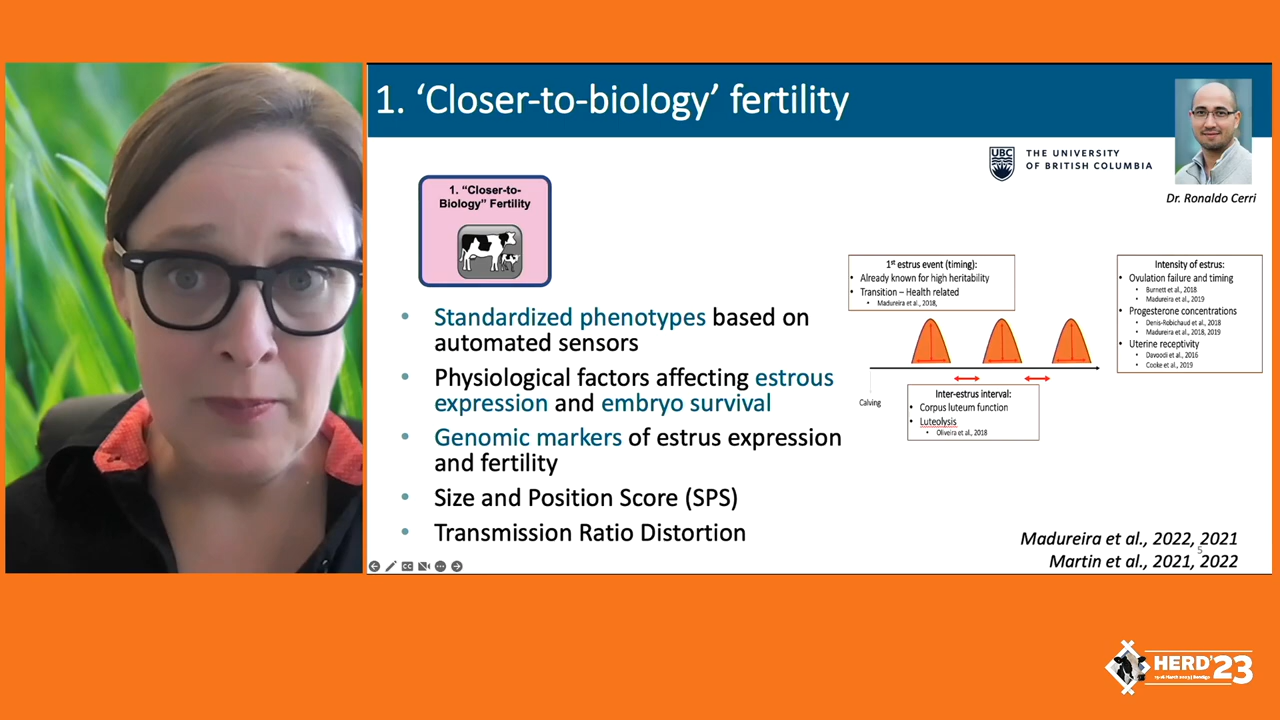 1. ‘Closer-to-biology’ fertility
UBC
THE UNIVERSITY
OF BRITISH COLUMBIA
Dr. Ronaldo Cerri
1. “Closer-to-
Biology” Fertility
• Standardized phenotypes based on
automated sensors
• Physiological factors affecting estrous
expression and embryo survival
• Genomic markers of estrus expression
and fertility
• Size and Position Score (SPS)
• Transmission Ratio Distortion
1st estrus event (timing):
• Already known for high heritability
• Transition – Health related
• Madureira et al., 2018,
Calving
Inter-estrus interval:
• Corpus luteum function
• Luteolysis
• Oliveira et al., 2018
Intensity of estrus:
• Ovulation failure and timing
• Burnett et al., 2018
• Madureira et al., 2019
• Progesterone concentrations
• Denis-Robichaud et al., 2018
• Madureira et al., 2018, 2019
• Uterine receptivity
• Davoodi et al., 2016
• Cooke et al., 2019
Madureira et al., 2022, 2021
5
Martin et al., 2021, 2022
CC
HERD'23
March 2023 | Bendigo